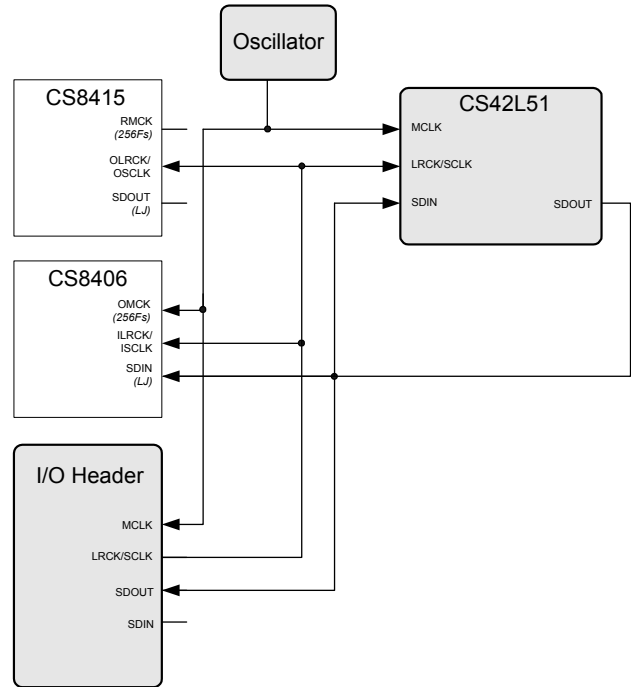 Oscillator
CS8415
RMCK
(256Fs)
OLRCK/
OSCLK
SDOUT
(LJ)
CS42L51
MCLK
LRCK/SCLK
SDIN
SDOUT
CS8406
OMCK
(256Fs)
ILRCK/
ISCLK
SDIN
(LJ)
I/O Header
MCLK
LRCK/SCLK
SDOUT
SDIN